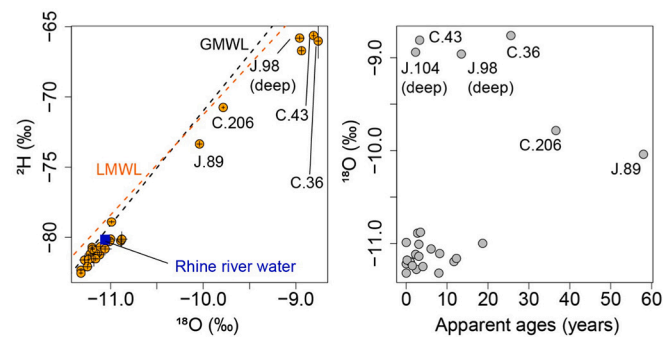 −65
−70
−75
−80
²H (‰)
GMWL
LMWL
J.98
(deep)
C.43
C.206
J.89
C.36
Rhine river water
−11.0
−10.0
−9.0
¹⁸O (‰)
−9.0
−10.0
−11.0
¹⁸O (‰)
C.43
C.36
J.104
(deep)
J.98
(deep)
C.206
J.89
0 10 20 30 40 50 60
Apparent ages (years)